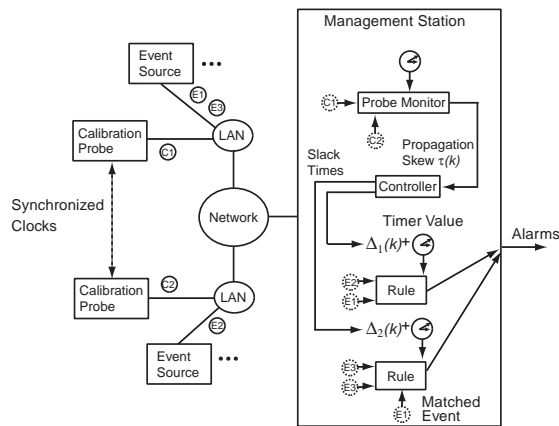 Management Station
Event
Source
...
E1
E3
LAN
Calibration
Probe
C1
Synchronized
Clocks
Network
Calibration
Probe
C2
LAN
E2
Event
Source
...
C1
Probe Monitor
C2
Propagation
Skew τ(k)
Slack
Times
Controller
Timer Value
Δ1(k)+
E2
E1
Rule
Alarms
Δ2(k)+
E3
E3
Rule
E1
Matched
Event